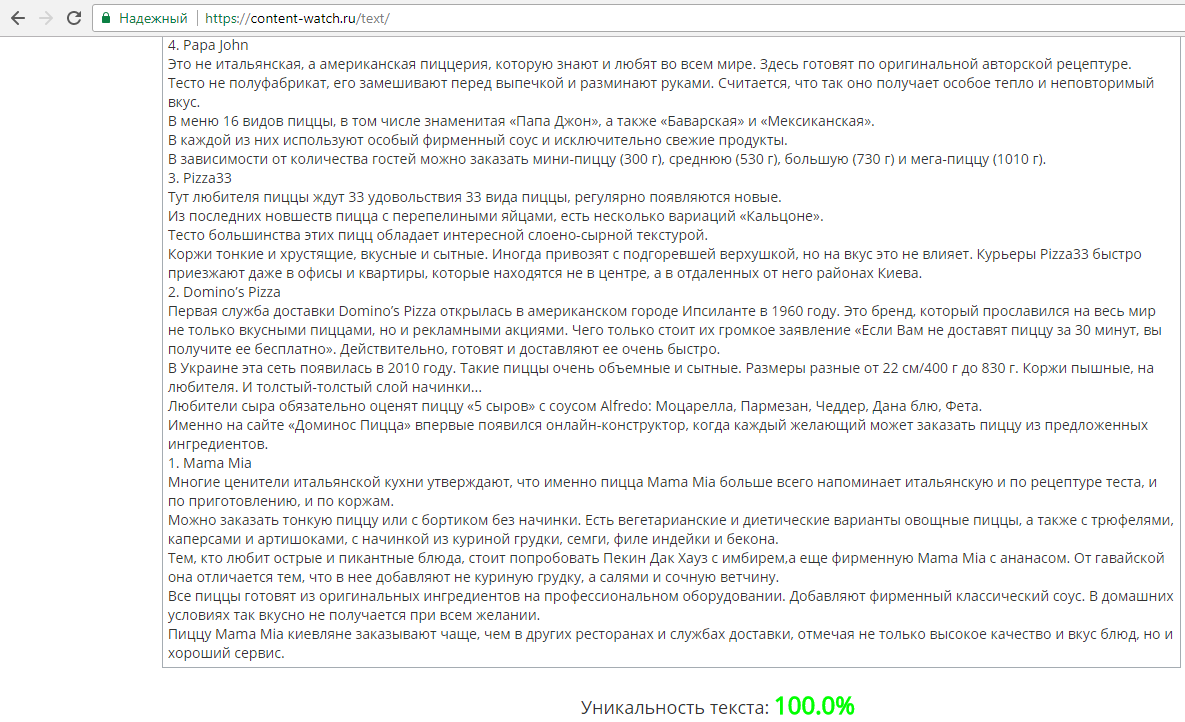 Надежный https://content-watch.ru/text/
4. Papa John
Это не итальянская, а американская пиццерия, которую знают и любят во всем мире. Здесь готовят по оригинальной авторской рецептуре.
Тесто не полуфабрикат, его замешивают перед выпечкой и разминают руками. Считается, что так оно получает особое тепло и неповторимый
вкус.
В меню 16 видов пиццы, в том числе знаменитая «Папа Джон», а также «Баварская» и «Мексиканская».
В каждой из них используют особый фирменный соус и исключительно свежие продукты.
В зависимости от количества гостей можно заказать мини-пиццу (300 г), среднюю (530 г), большую (730 г) и мега-пиццу (1010 г).
3. Pizza33
Тут любителя пиццы ждут 33 удовольствия 33 вида пиццы, регулярно появляются новые.
Из последних новшеств пицца с перепелиными яйцами, есть несколько вариаций «Кальцоне».
Тесто большинства этих пицц обладает интересной слоено-сырной текстурой.
Коржи тонкие и хрустящие, вкусные и сытные. Иногда привозят с подгоревшей верхушкой, но на вкус это не влияет. Курьеры Pizza33 быстро
приезжают даже в офисы и квартиры, которые находятся не в центре, а в отдаленных от него районах Киева.
2. Domino’s Pizza
Первая служба доставки Domino’s Pizza открылась в американском городе Ипсиланте в 1960 году. Это бренд, который прославился на весь мир
не только вкусными пиццами, но и рекламными акциями. Чего только стоит их громкое заявление «Если Вам не доставят пиццу за 30 минут, вы
получите ее бесплатно». Действительно, готовят и доставляют ее очень быстро.
В Украине эта сеть появилась в 2010 году. Такие пиццы очень объемные и сытные. Размеры разные от 22 см/400 г до 830 г. Коржи пышные, на
любителя. И толстый-толстый слой начинки...
Любители сыра обязательно оценят пиццу «5 сыров» с соусом Alfredo: Моцарелла, Пармезан, Чеддер, Дана блю, Фета.
Именно на сайте «Доминос Пицца» впервые появился онлайн-конструктор, когда каждый желающий может заказать пиццу из предложенных
ингредиентов.
1. Mama Mia
Многие ценители итальянской кухни утверждают, что именно пицца Mama Mia больше всего напоминает итальянскую и по рецептуре теста, и
по приготовлению, и по коржам.
Можно заказать тонкую пиццу или с бортиком без начинки. Есть вегетарианские и диетические варианты овощные пиццы, а также с трюфелями,
каперсами и артишоками, с начинкой из куриной грудки, семги, филе индейки и бекона.
Тем, кто любит острые и пикантные блюда, стоит попробовать Пекин Дак Хауз с имбирем,а еще фирменную Mama Mia с ананасом. От гавайской
она отличается тем, что в нее добавляют не куриную грудку, а салями и сочную ветчину.
Все пиццы готовят из оригинальных ингредиентов на профессиональном оборудовании. Добавляют фирменный классический соус. В домашних
условиях так вкусно не получается при всем желании.
Пиццу Mama Mia киевляне заказывают чаще, чем в других ресторанах и службах доставки, отмечая не только высокое качество и вкус блюд, но и
хороший сервис.
Уникальность текста: 100.0%